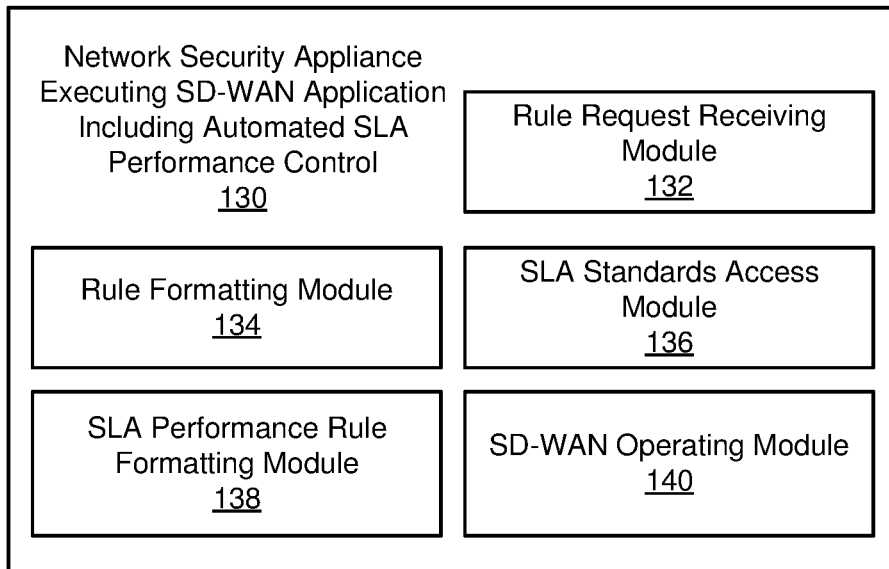 Network Security Appliance
Executing SD-WAN Application
Including Automated SLA
Performance Control
130
Rule Request Receiving
Module
132
Rule Formatting Module
134
SLA Standards Access
Module
136
SLA Performance Rule
Formatting Module
138
SD-WAN Operating Module
140